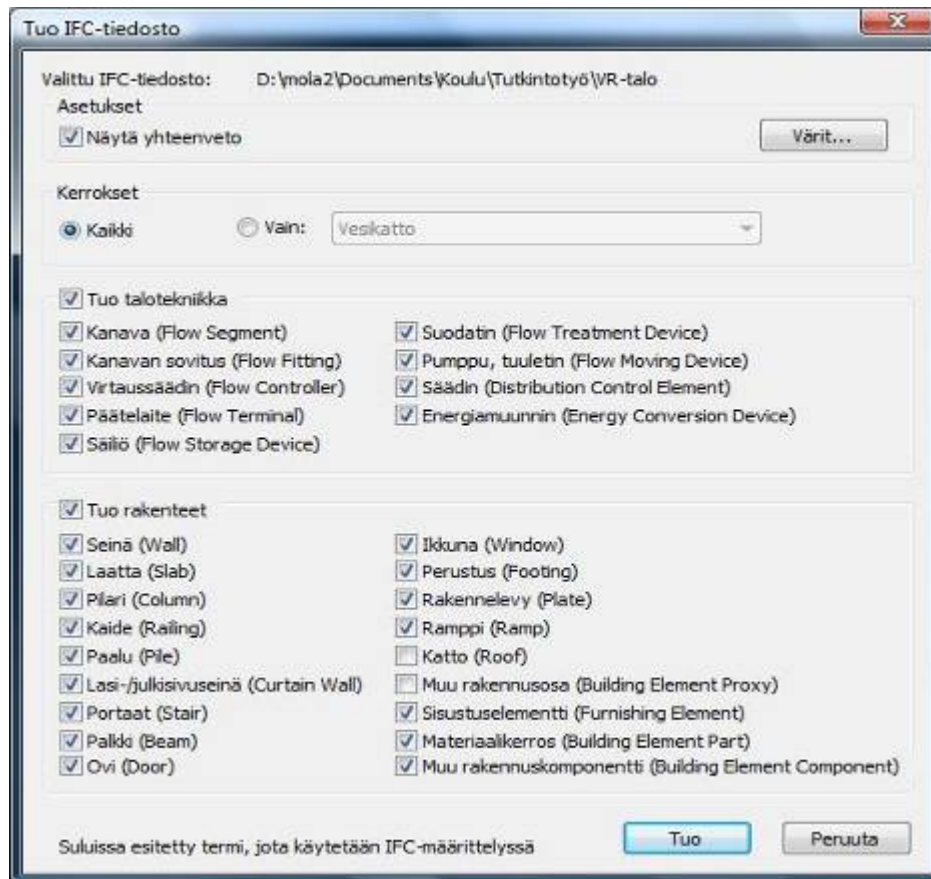 Tuo IFC-tiedosto
Valittu IFC-tiedosto: D:\mola2\Documents\Koulu\Tutkintotyö\VR-talo
Asetukset
Näytä yhteenveto
Värit...
Kerrokset
Kaikki
Vain:
Vesikatto
Tuo talotekniikka
Kanava (Flow Segment)
Kanavan sovitus (Flow Fitting)
Virtaussäädin (Flow Controller)
Päätelaite (Flow Terminal)
Säiliö (Flow Storage Device)
Suodatin (Flow Treatment Device)
Pumppu, tuuletin (Flow Moving Device)
Säädin (Distribution Control Element)
Energiamuunnin (Energy Conversion Device)
Tuo rakenteet
Seinä (Wall)
Laatta (Slab)
Pilari (Column)
Kaide (Railing)
Paalu (Pile)
Lasi-/julkisivuseinä (Curtain Wall)
Portaat (Stair)
Palkki (Beam)
Ovi (Door)
Ikkuna (Window)
Perustus (Footing)
Rakennelevy (Plate)
Ramppi (Ramp)
Katto (Roof)
Muu rakennusosa (Building Element Proxy)
Sisustuselementti (Furnishing Element)
Materiaalikerros (Building Element Part)
Muu rakennuskomponentti (Building Element Component)
Suluissa esitetty termi, jota käytetään IFC-määrittelyssä
Tuo
Peruuta